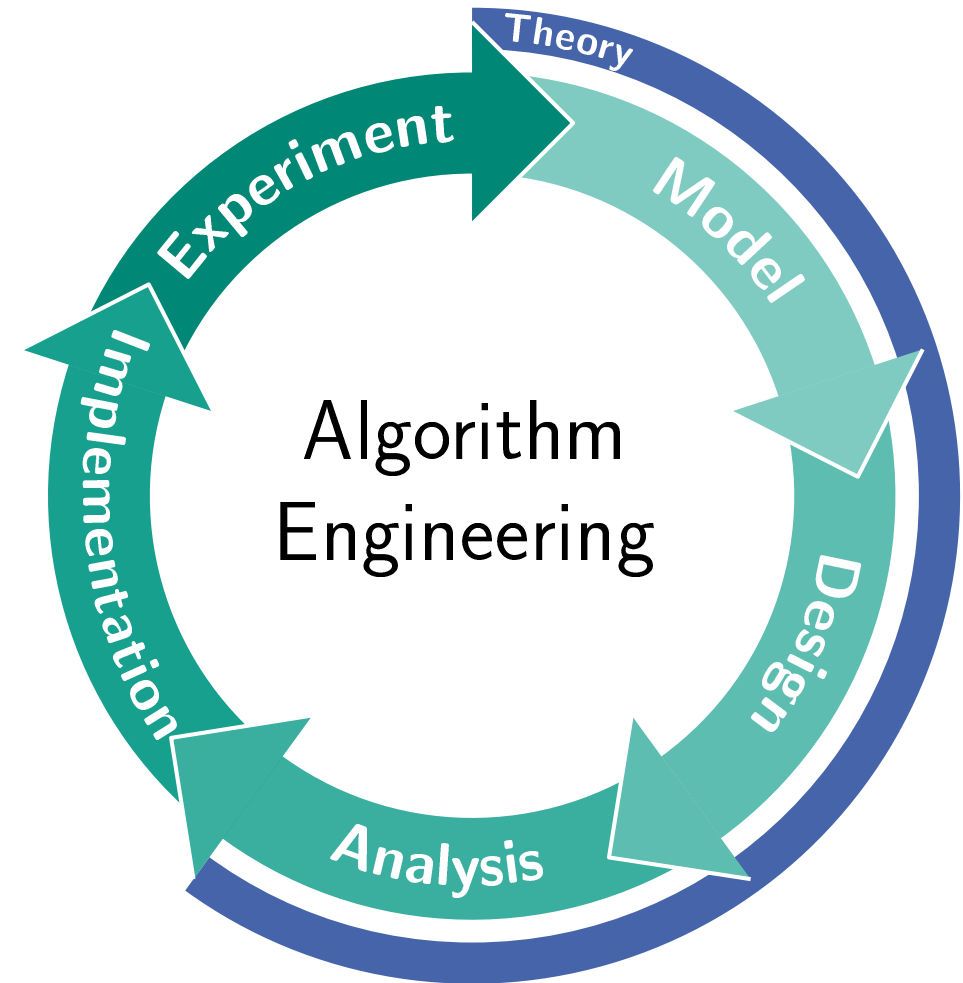 Theory
Model
Design
Analysis
Implementation
Experiment
Algorithm
Engineering